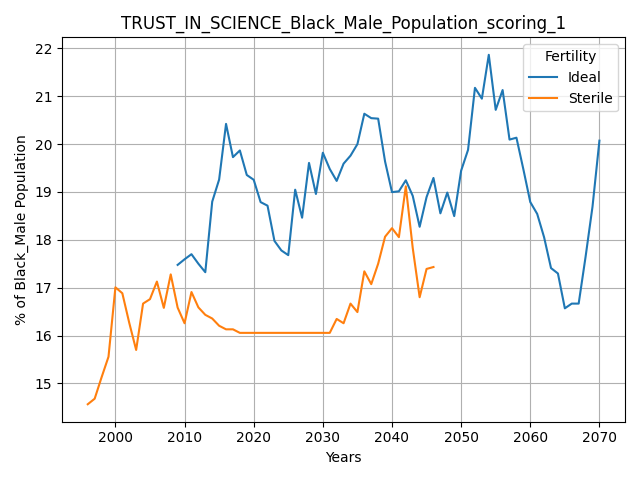 TRUST_IN_SCIENCE_Black_Male_Population_scoring_1
% of Black_Male Population
22
21
20
19
18
17
16
15
Fertility
Ideal
Sterile
2000 2010 2020 2030 2040 2050 2060 2070
Years